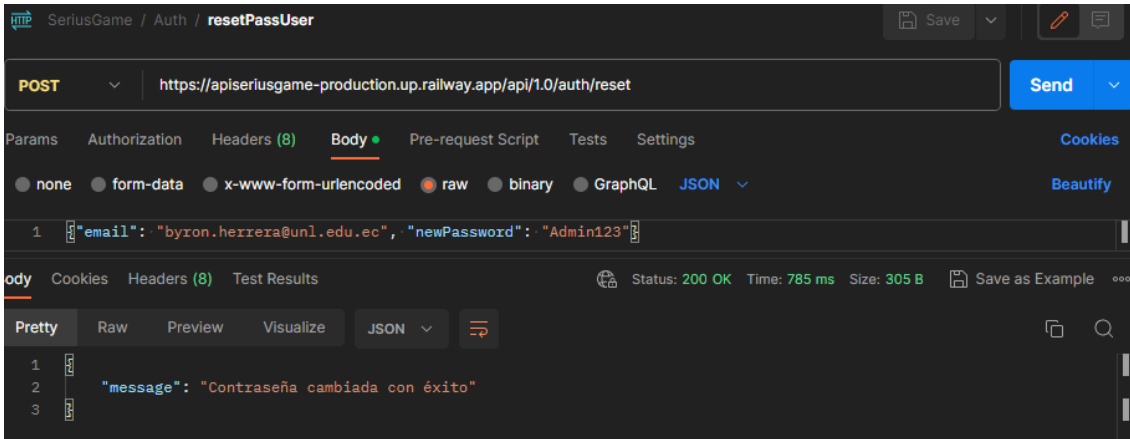 HTTP SeriusGame / Auth / resetPassUser Save
POST https://apiseriusgame-production.up.railway.app/api/1.0/auth/reset Send
Params Authorization Headers (8) Body Pre-request Script Tests Settings Cookies
none form-data x-www-form-urlencoded raw binary GraphQL JSON Beautify
1 {"email": "byron.herrera@unl.edu.ec", "newPassword": "Admin123"}
ody Cookies Headers (8) Test Results Status: 200 OK Time: 785 ms Size: 305 B Save as Example
Pretty Raw Preview Visualize JSON
1 {
2 "message": "Contraseña cambiada con éxito"
3 }